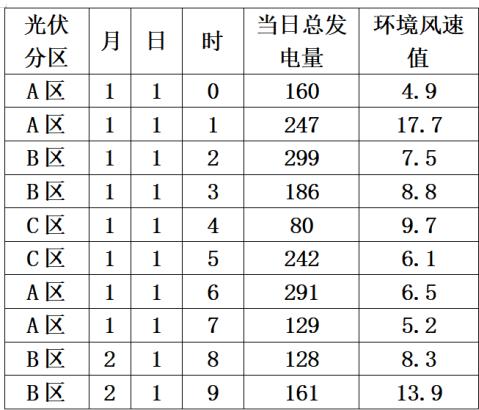 光伏分区 月 日 时 当日总发电量 环境风速值
A区 1 1 0 160 4.9
A区 1 1 1 247 17.7
B区 1 1 2 299 7.5
B区 1 1 3 186 8.8
C区 1 1 4 80 9.7
C区 1 1 5 242 6.1
A区 1 1 6 291 6.5
A区 1 1 7 129 5.2
B区 2 1 8 128 8.3
B区 2 1 9 161 13.9